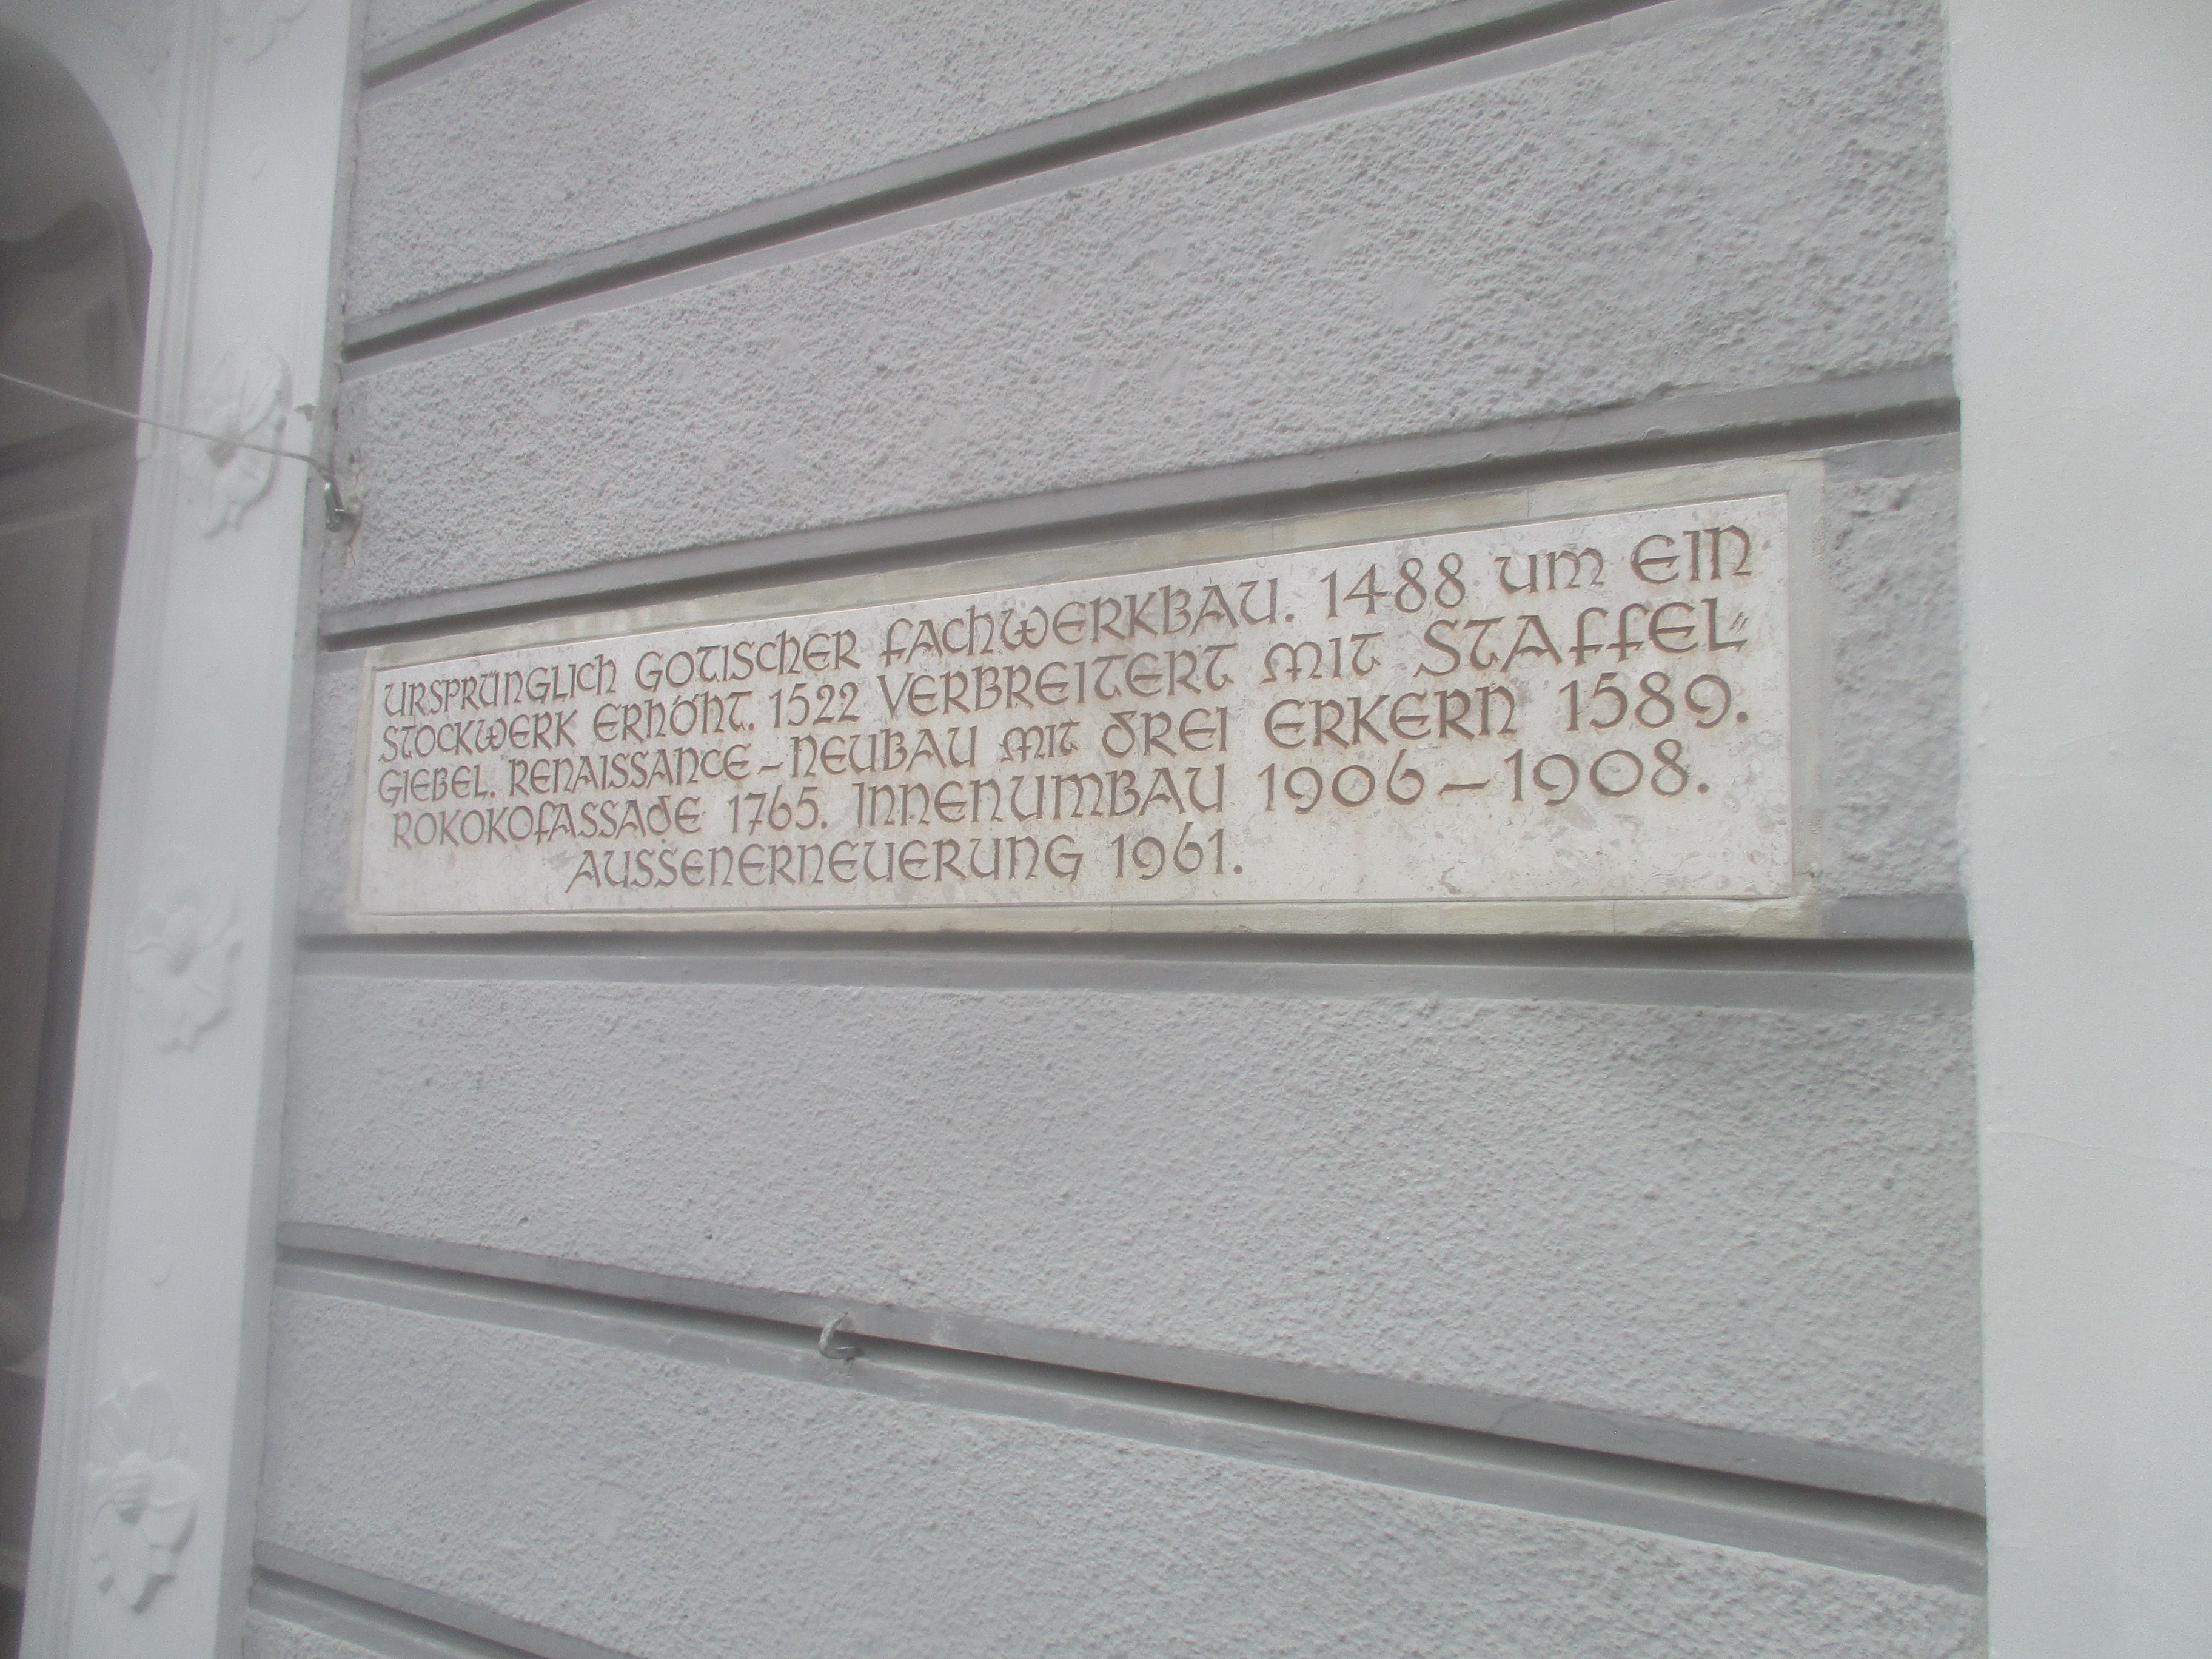 URSPRÜNGLICH GOTISCHER FACHWERKBAU. 1488 UM EIN
STOCKWERK ERHÖHT. 1522 VERBREITERT MIT STAFFEL-
GIEBEL. RENAISSANCE-NEUBAU MIT DREI ERKERN 1589.
ROKOKOFASSADE 1765. INNENUMBAU 1906-1908.
AUSSENERNEUERUNG 1961.